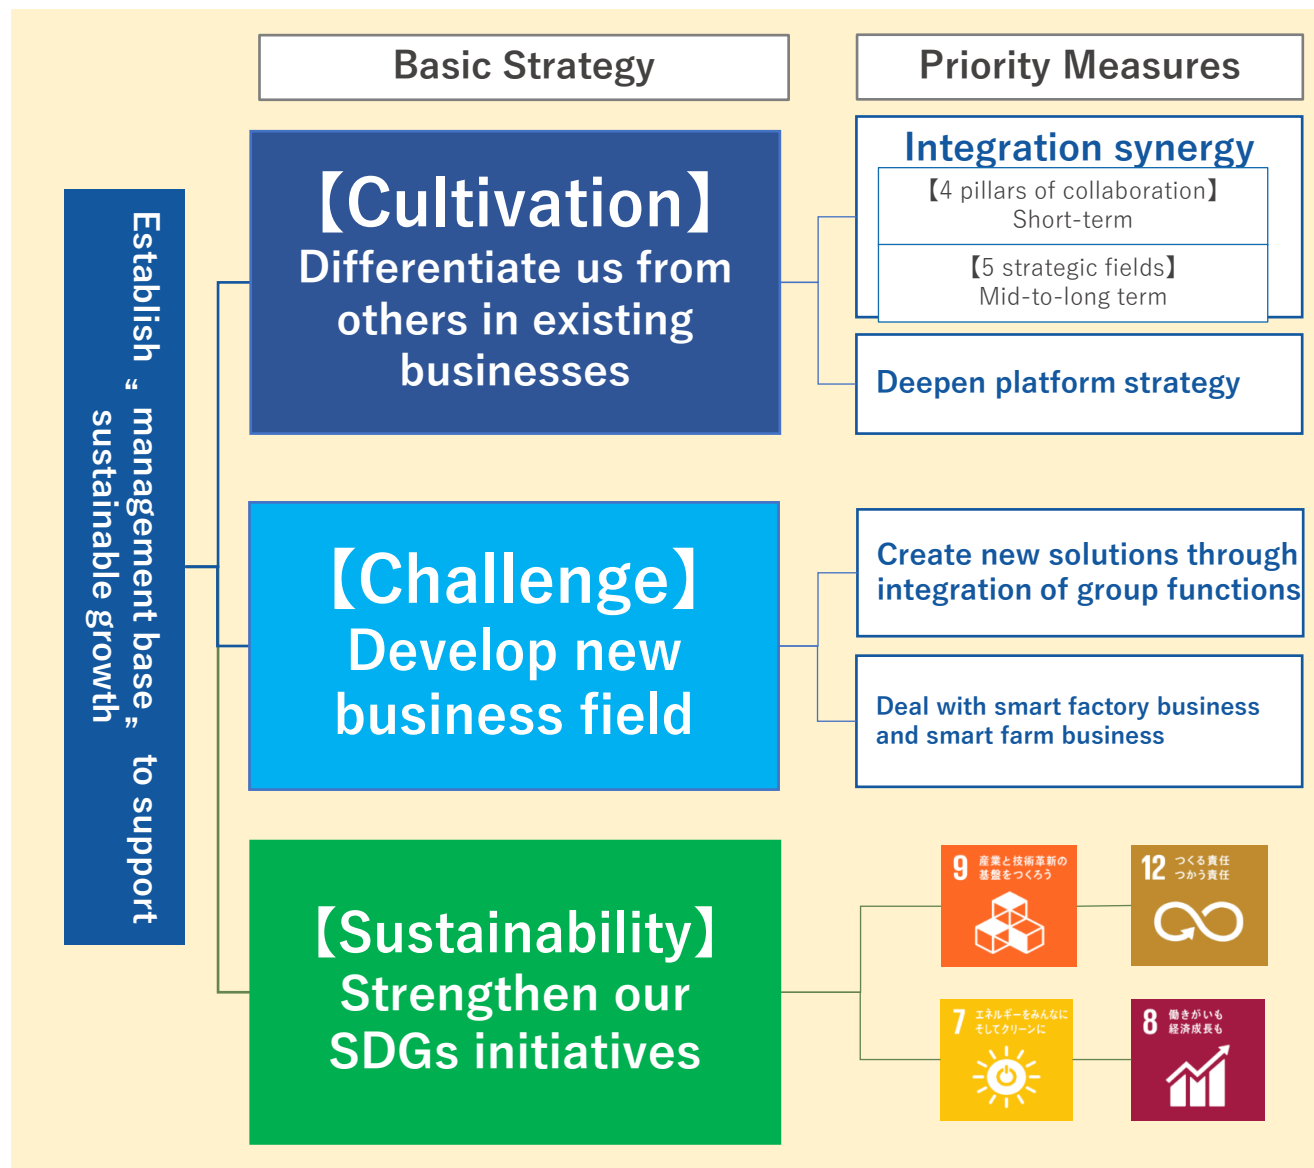 Basic Strategy
Priority Measures
Establish “ management base„ to support
sustainable growth
【Cultivation】
Differentiate us from
others in existing
businesses
Integration synergy
【4 pillars of collaboration】
Short-term
【5 strategic fields】
Mid-to-long term
Deepen platform strategy
【Challenge】
Develop new
business field
Create new solutions through
integration of group functions
Deal with smart factory business
and smart farm business
【Sustainability】
Strengthen our
SDGs initiatives
9 産業と技術革新の
基盤をつくろう
12 つくる責任
つかう責任
7 エネルギーをみんなに
そしてクリーンに
8 働きがいも
経済成長も